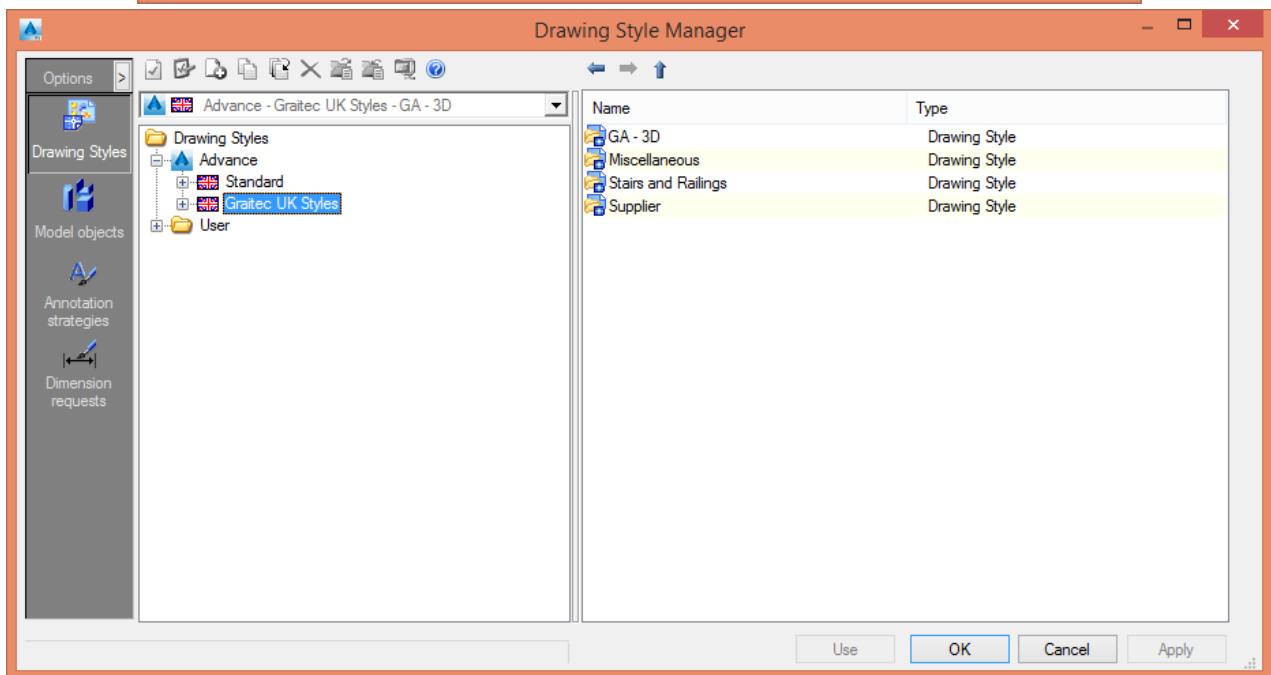 Drawing Style Manager
Options >
Drawing Styles
Model objects
Annotation
strategies
Dimension
requests
Advance - Graitec UK Styles - GA - 3D
Drawing Styles
Advance
Standard
Graitec UK Styles
User
Name Type
GA - 3D Drawing Style
Miscellaneous Drawing Style
Stairs and Railings Drawing Style
Supplier Drawing Style
Use OK Cancel Apply